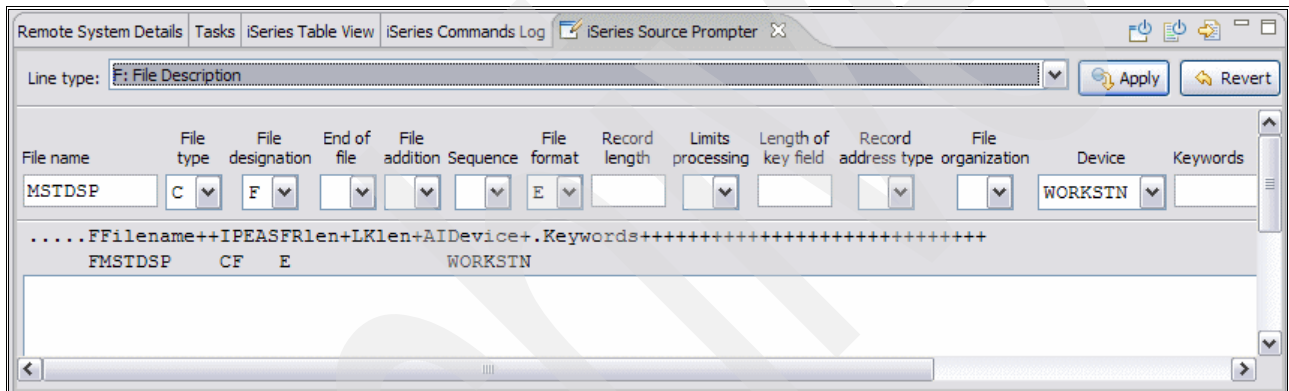 Remote System Details Tasks iSeries Table View iSeries Commands Log iSeries Source Prompter
Line type: F: File Description Apply Revert
File name File type File designation End of file File addition Sequence File format Record length Limits processing Length of key field Record address type File organization Device Keywords
MSTDSP C F E WORKSTN
.....FFilename++IPEASFRlen+LKlen+AIDevice+.Keywords+++++++++++++++++++++++++++++
FMSTDSP CF E WORKSTN